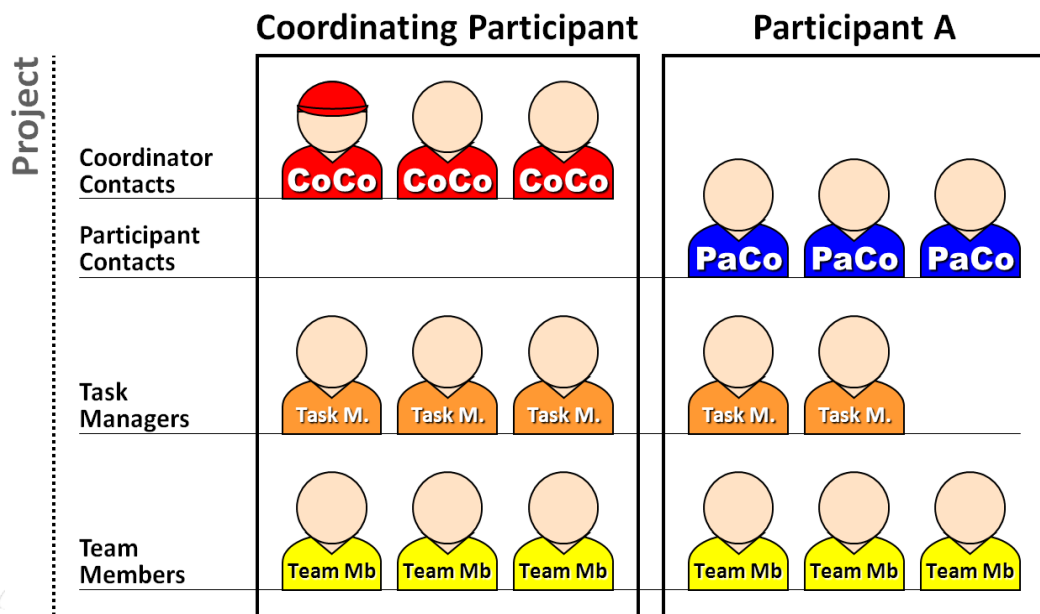 Coordinating Participant
Participant A
Project
Coordinator
Contacts
CoCo CoCo CoCo
Participant
Contacts
PaCo PaCo PaCo
Task
Managers
Task M. Task M. Task M. Task M. Task M.
Team
Members
Team Mb Team Mb Team Mb Team Mb Team Mb Team Mb